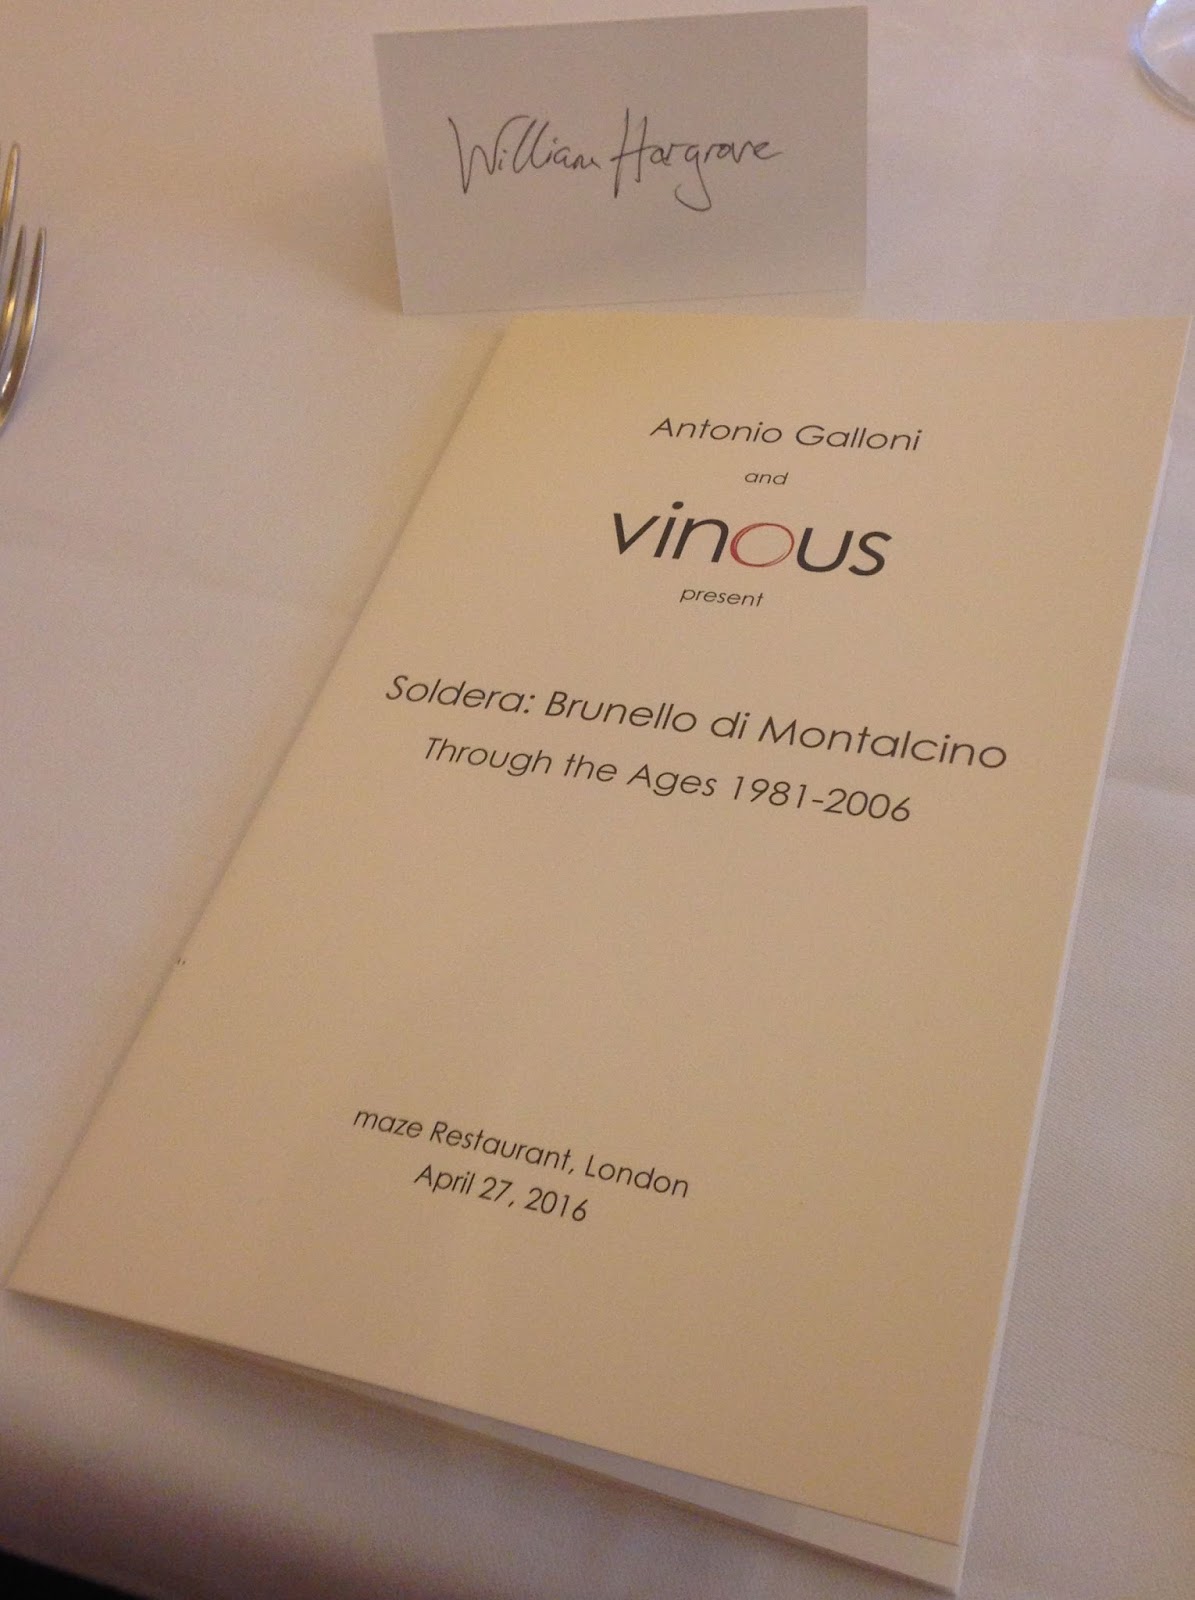 William Hargrove
Antonio Galloni
and
vinous
present
Soldera: Brunello di Montalcino
Through the Ages 1981-2006
maze Restaurant, London
April 27, 2016